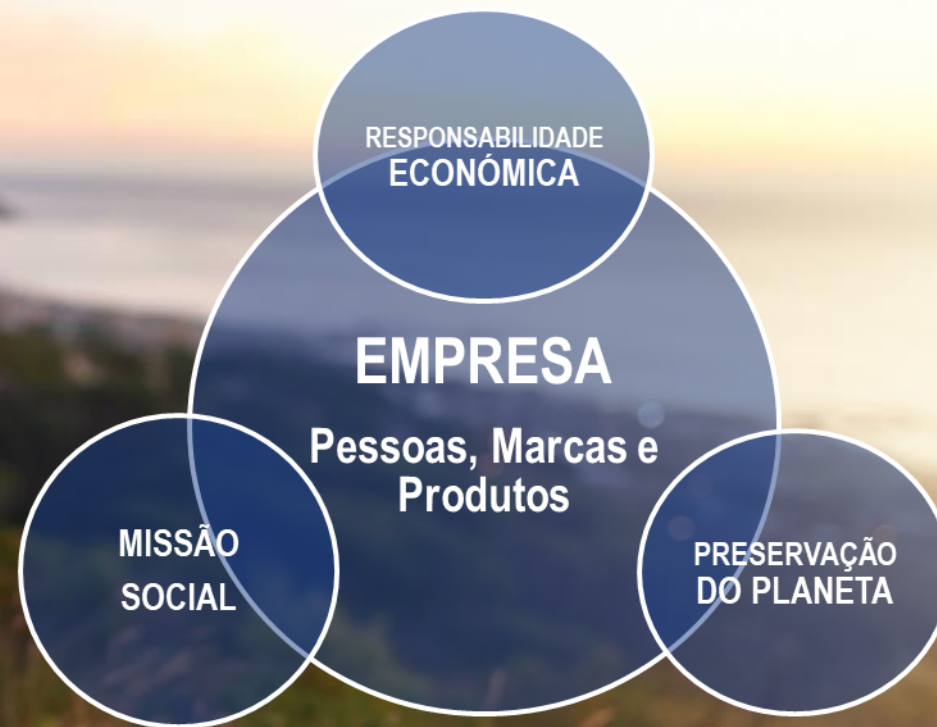 RESPONSABILIDADE
ECONÓMICA
EMPRESA
Pessoas, Marcas e
Produtos
MISSÃO
SOCIAL
PRESERVAÇÃO
DO PLANETA